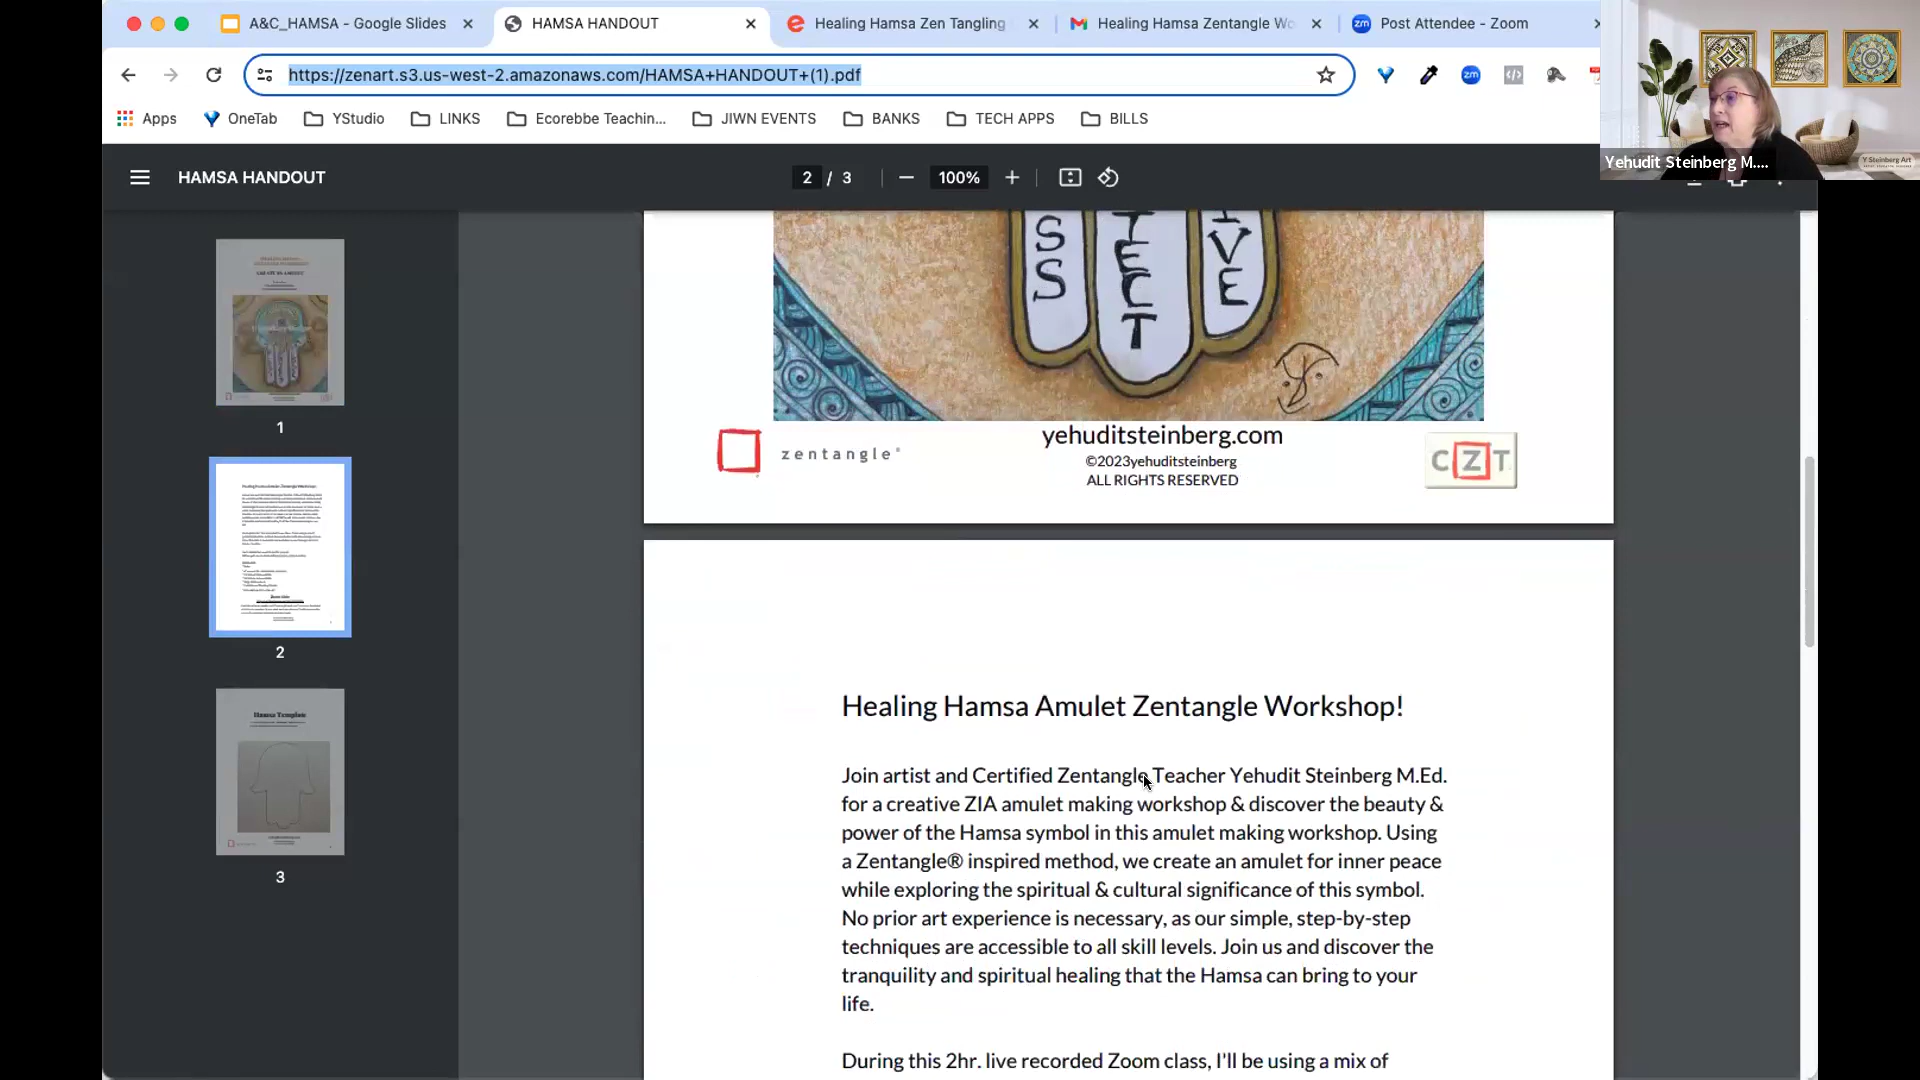 A&C_HAMSA - Google Slides
HAMSA HANDOUT
Healing Hamsa Zen Tangling
Healing Hamsa Zentangle Wo
Post Attendee - Zoom
https://zenart.s3.us-west-2.amazonaws.com/HAMSA+HANDOUT+(1).pdf
Apps
OneTab
YStudio
LINKS
Ecorebbe Teachin...
JIWN EVENTS
BANKS
TECH APPS
BILLS
Y Steinberg Art
Yehudit Steinberg M....
HAMSA HANDOUT
2 / 3
100%
SS
TECT
IVE
zentangle®
yehuditsteinberg.com
©2023yehuditsteinberg
ALL RIGHTS RESERVED
CZT
1
2
Hamsa Template
3
Healing Hamsa Amulet Zentangle Workshop!
Join artist and Certified Zentangle Teacher Yehudit Steinberg M.Ed.
for a creative ZIA amulet making workshop & discover the beauty &
power of the Hamsa symbol in this amulet making workshop. Using
a Zentangle® inspired method, we create an amulet for inner peace
while exploring the spiritual & cultural significance of this symbol.
No prior art experience is necessary, as our simple, step-by-step
techniques are accessible to all skill levels. Join us and discover the
tranquility and spiritual healing that the Hamsa can bring to your
life.
During this 2hr. live recorded Zoom class, I'll be using a mix of